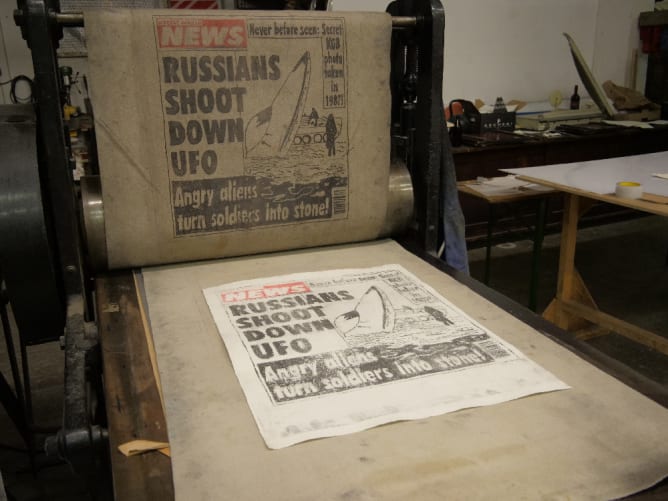 NEWS
Never before seen: Secret
KGB
photo
taken
in
1987!
RUSSIANS
SHOOT
DOWN
UFO
Angry aliens
turn soldiers into stone!
NEWS
RUSSIANS
SHOOT
DOWN
UFO
Angry aliens
turn soldiers into stone!